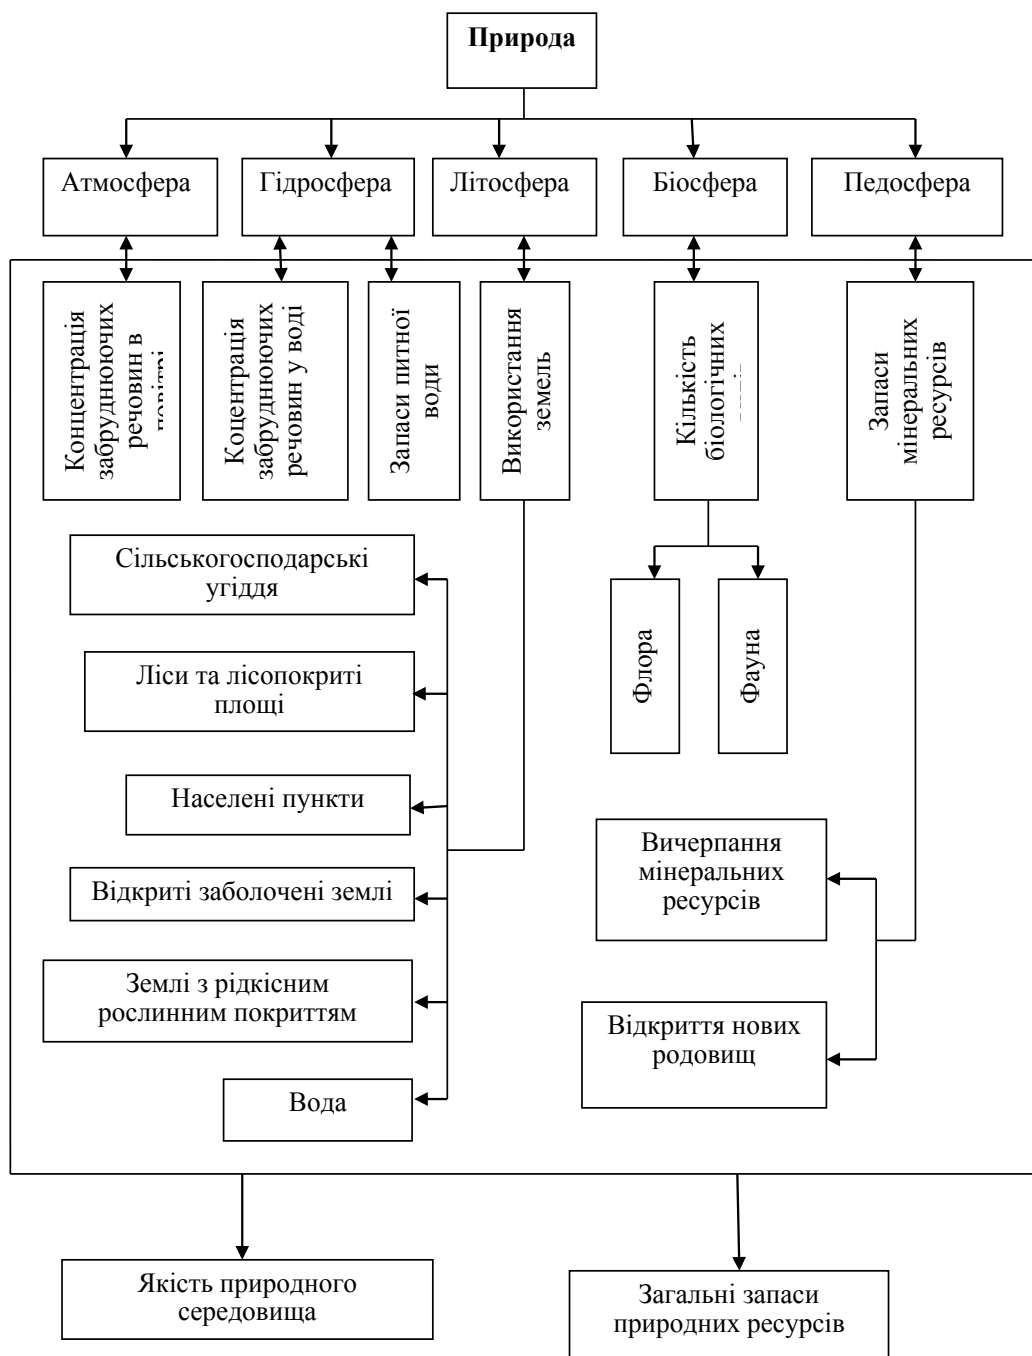 Природа
Атмосфера
Гідросфера
Літосфера
Біосфера
Педосфера
Концентрація
забруднюючих
речовин в
Коцентрація
забруднюючих
речовин у воді
Запаси питної
води
Використання
земель
Кількість
біологічних
Запаси
мінеральних
ресурсів
Сільськогосподарські
угіддя
Ліси та лісопокриті
площі
Населені пункти
Відкриті заболочені землі
Землі з рідкісним
рослинним покриттям
Вода
Флора
Фауна
Вичерпання
мінеральних
ресурсів
Відкриття нових
родовищ
Якість природного
середовища
Загальні запаси
природних ресурсів